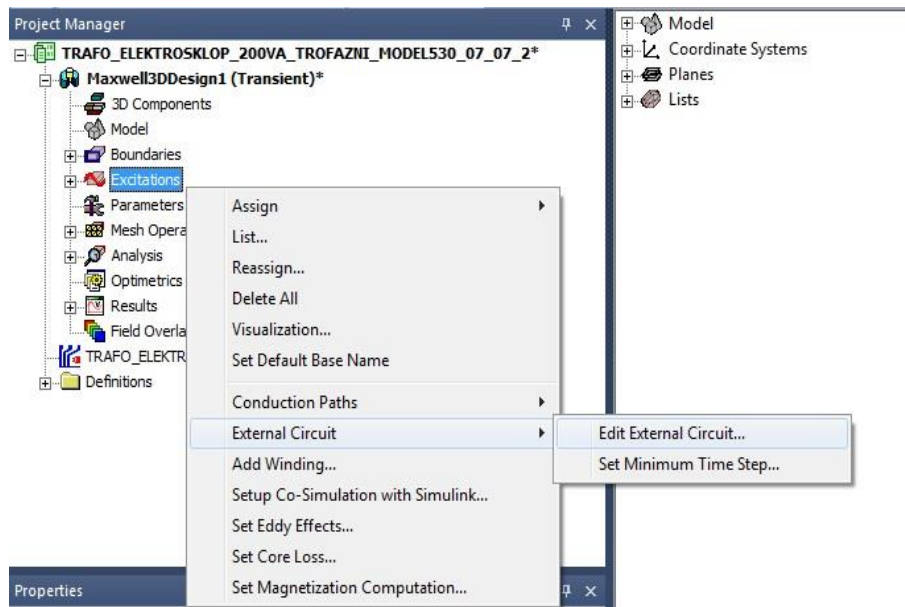 Project Manager
TRAFO_ELEKTROSKLOP_200VA_TROFAZNI_MODEL530_07_07_2*
Maxwell3DDesign1 (Transient)*
3D Components
Model
Boundaries
Excitations
Parameters
Mesh Opera
Analysis
Optimetrics
Results
Field Overla
TRAFO_ELEKTR
Definitions
Assign
List...
Reassign...
Delete All
Visualization...
Set Default Base Name
Conduction Paths
External Circuit
Add Winding...
Setup Co-Simulation with Simulink...
Set Eddy Effects...
Set Core Loss...
Set Magnetization Computation...
Edit External Circuit...
Set Minimum Time Step...
Properties
Model
Coordinate Systems
Planes
Lists